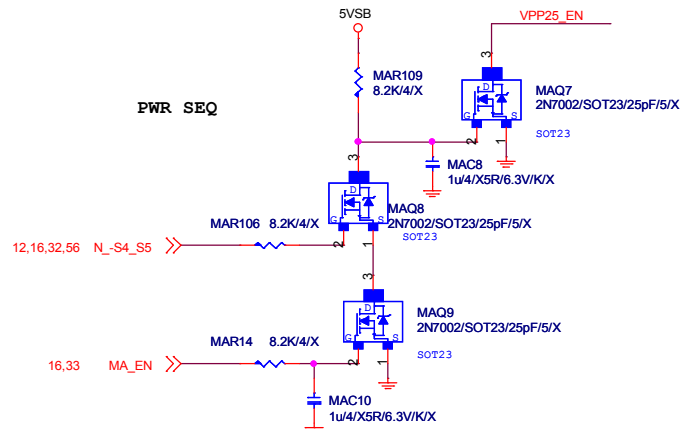 5VSB
VPP25_EN
3
MAR109
8.2K/4/X
D
G
S
MAQ7
2N7002/SOT23/25pF/5/X
PWR SEQ
SOT23
2
1
3
MAC8
1u/4/X5R/6.3V/K/X
D
G
S
MAQ8
2N7002/SOT23/25pF/5/X
MAR106 8.2K/4/X
SOT23
12,16,32,56 N_-S4_S5
2
1
3
D
G
S
MAQ9
2N7002/SOT23/25pF/5/X
MAR14 8.2K/4/X
SOT23
16,33 MA_EN
2
1
MAC10
1u/4/X5R/6.3V/K/X